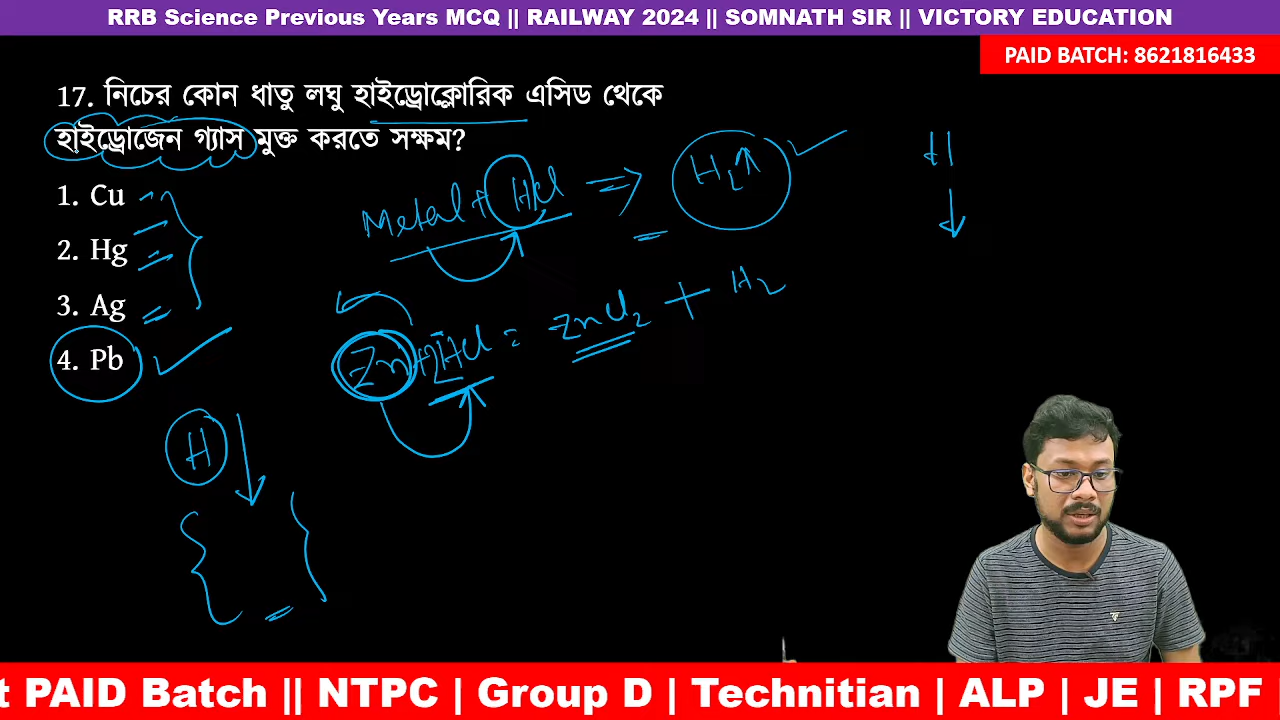 RRB Science Previous Years MCQ || RAILWAY 2024 || SOMNATH SIR || VICTORY EDUCATION
PAID BATCH: 8621816433
17. নিচের কোন ধাতু লঘু হাইড্রোক্লোরিক এসিড থেকে
হাইড্রোজেন গ্যাস মুক্ত করতে সক্ষম?
1. Cu
2. Hg
3. Ag
4. Pb
Metal + HCl ⇒ H2↑
Zn + 2HCl = ZnCl2 + H2
H
H
t PAID Batch || NTPC | Group D | Technitian | ALP | JE | RPF